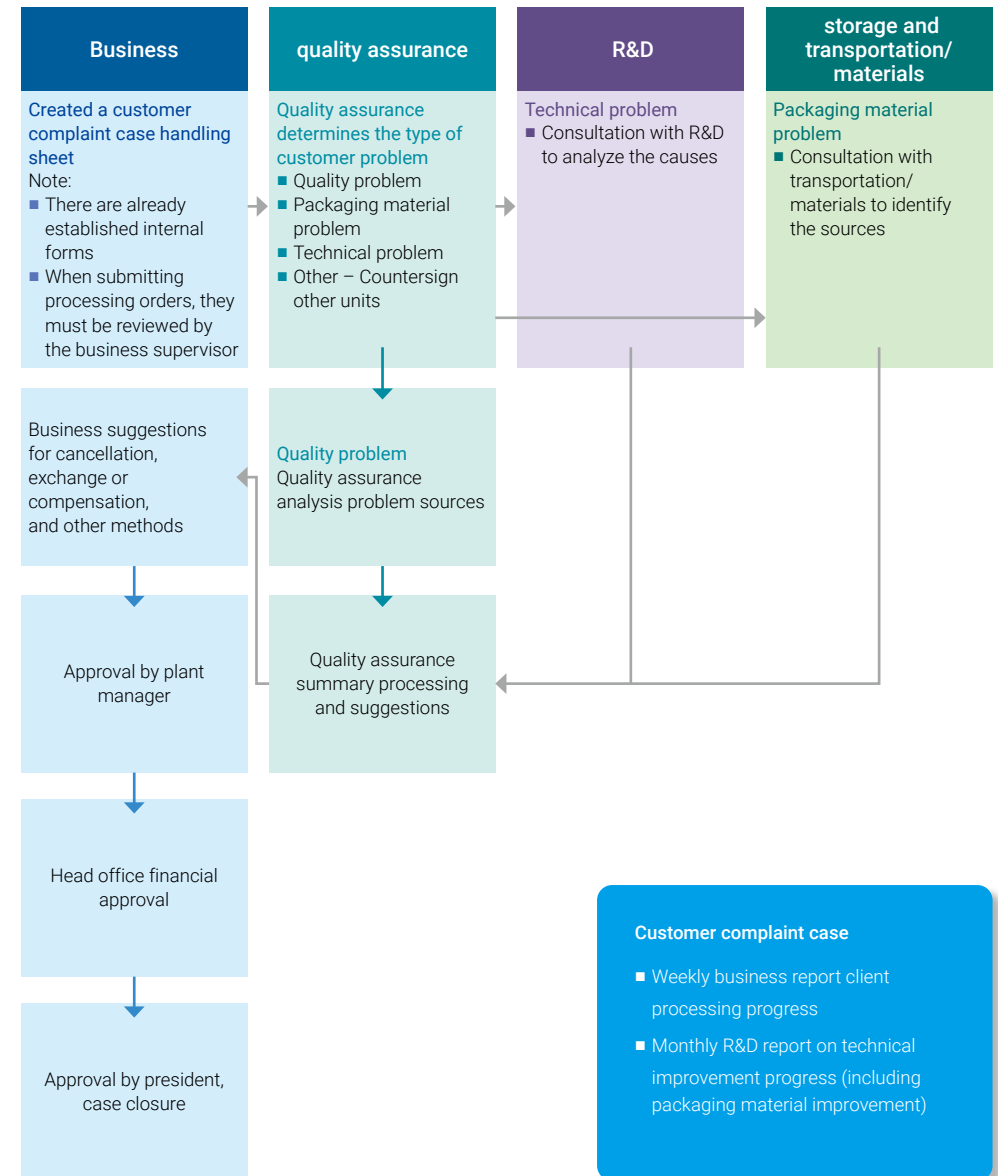 Business
quality assurance
R&D
storage and
transportation/
materials
Created a customer
complaint case handling
sheet
Note:
■ There are already
established internal
forms
■ When submitting
processing orders, they
must be reviewed by
the business supervisor
Quality assurance
determines the type of
customer problem
■ Quality problem
■ Packaging material
problem
■ Technical problem
■ Other – Countersign
other units
Technical problem
■ Consultation with R&D
to analyze the causes
Packaging material
problem
■ Consultation with
transportation/
materials to identify
the sources
Business suggestions
for cancellation,
exchange or
compensation,
and other methods
Quality problem
Quality assurance
analysis problem sources
Approval by plant
manager
Quality assurance
summary processing
and suggestions
Head office financial
approval
Approval by president,
case closure
Customer complaint case
■ Weekly business report client
processing progress
■ Monthly R&D report on technical
improvement progress (including
packaging material improvement)